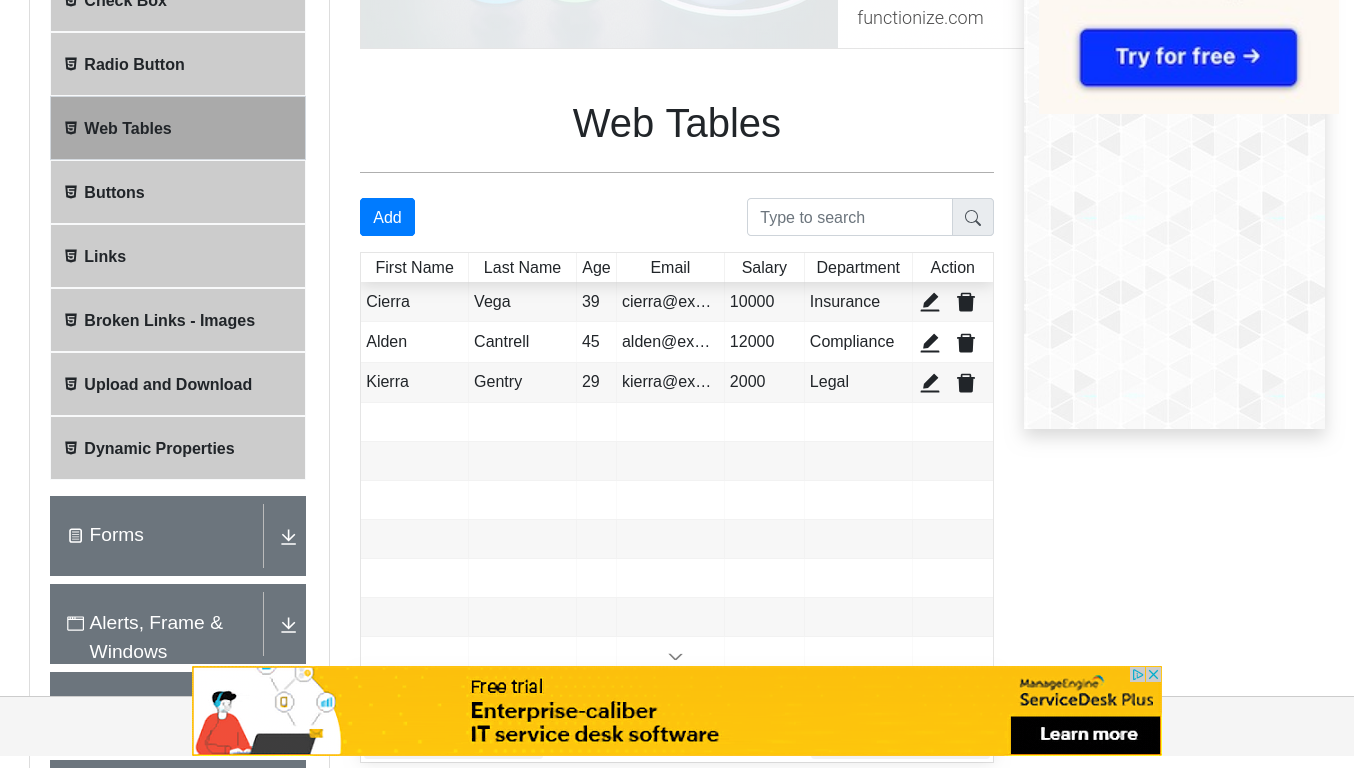 Check Box
Radio Button
Web Tables
Buttons
Links
Broken Links - Images
Upload and Download
Dynamic Properties
Forms
Alerts, Frame &
Windows
functionize.com
Try for free →
Web Tables
Add
Type to search
First Name Last Name Age Email Salary Department Action
Cierra Vega 39 cierra@ex… 10000 Insurance
Alden Cantrell 45 alden@ex… 12000 Compliance
Kierra Gentry 29 kierra@ex… 2000 Legal
Free trial
Enterprise-caliber
IT service desk software
ManageEngine
ServiceDesk Plus
Learn more